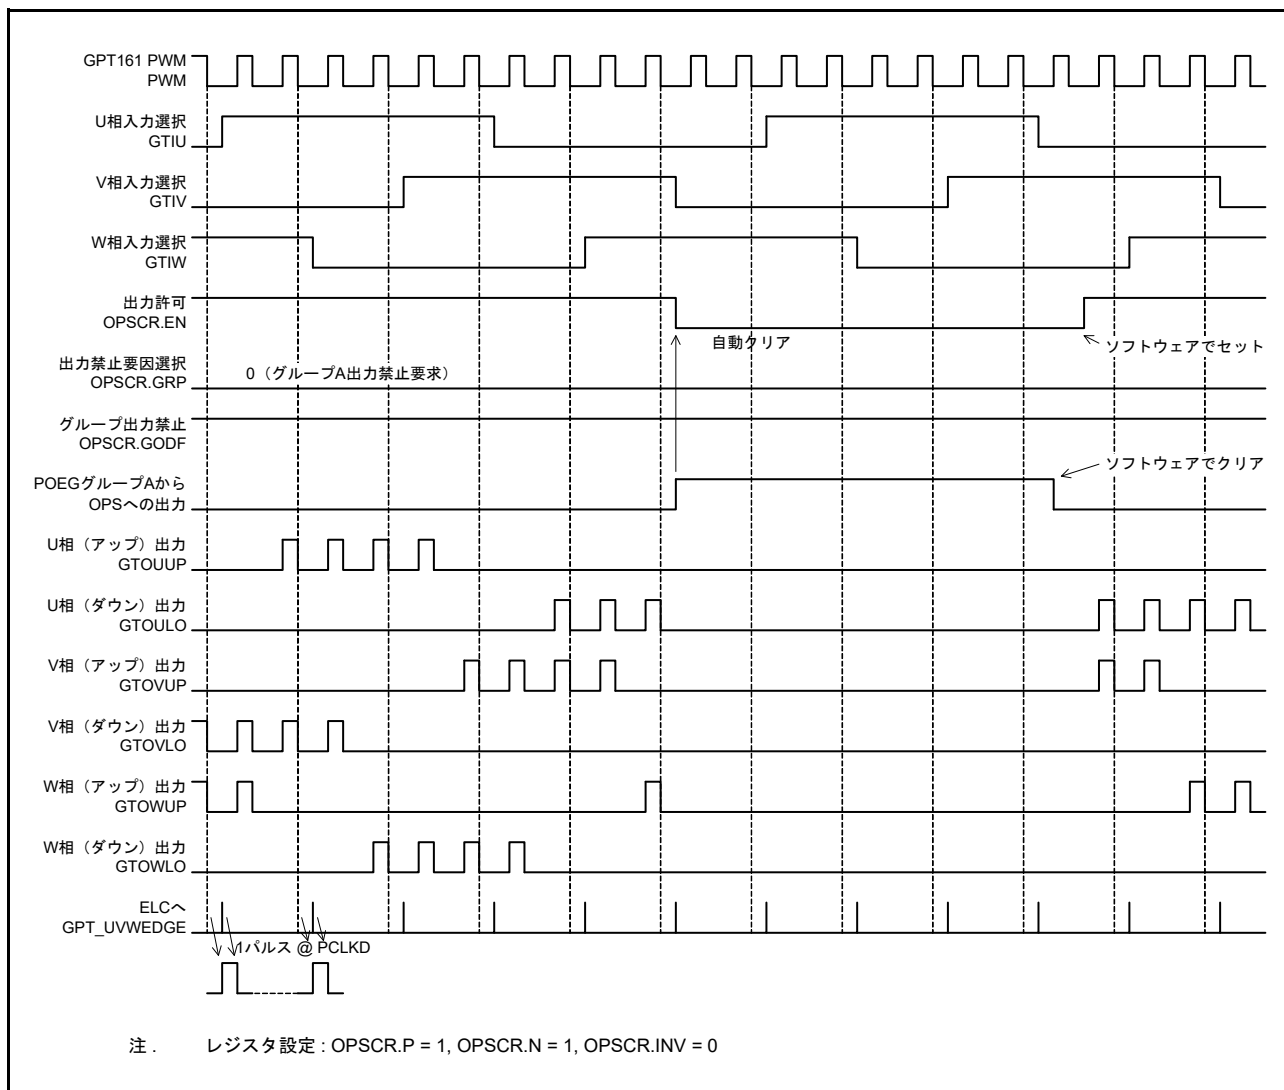 GPT161 PWM
PWM
U相入力選択
GTIU
V相入力選択
GTIV
W相入力選択
GTIW
出力許可
OPSCR.EN
自動クリア
ソフトウェアでセット
出力禁止要因選択
OPSCR.GRP
0（グループA出力禁止要求）
グループ出力禁止
OPSCR.GODF
ソフトウェアでクリア
POEGグループAから
OPSへの出力
U相（アップ）出力
GTOUUP
U相（ダウン）出力
GTOULO
V相（アップ）出力
GTOVUP
V相（ダウン）出力
GTOVLO
W相（アップ）出力
GTOWUP
W相（ダウン）出力
GTOWLO
ELCへ
GPT_UVWEDGE
1パルス @ PCLKD
注. レジスタ設定 : OPSCR.P = 1, OPSCR.N = 1, OPSCR.INV = 0